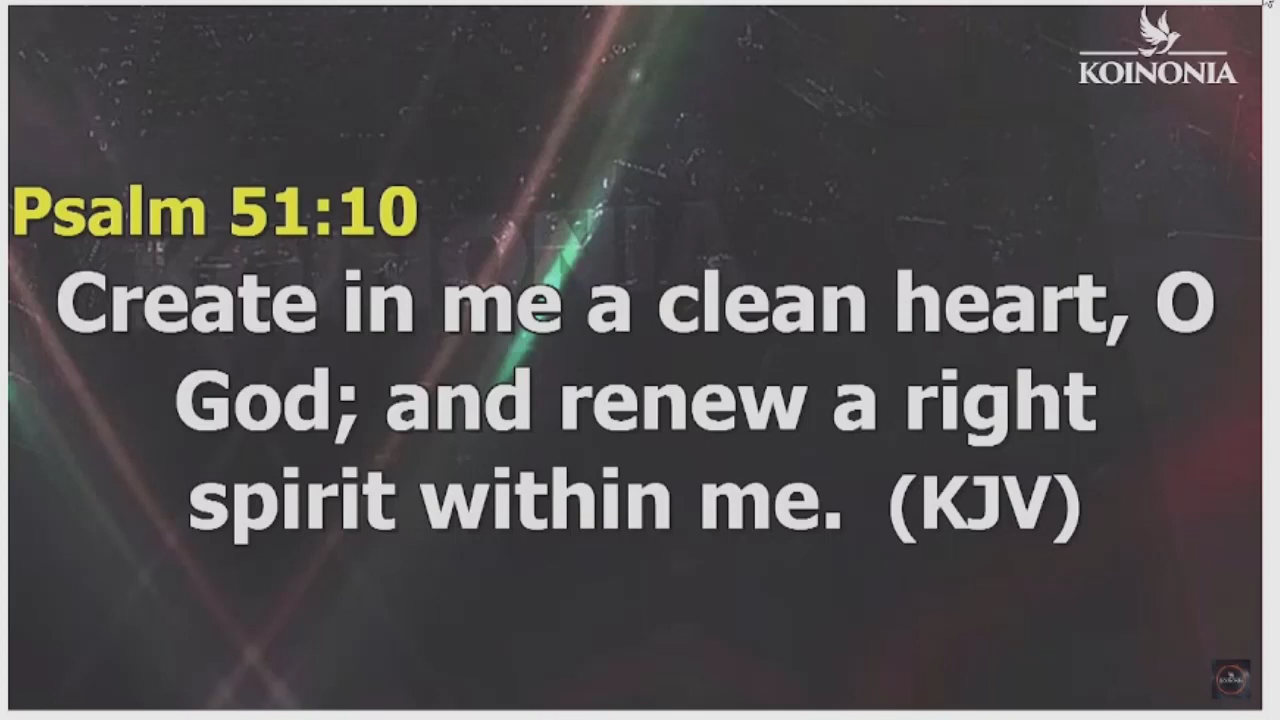 KOINONIA
Psalm 51:10
Create in me a clean heart, O
God; and renew a right
spirit within me. (KJV)